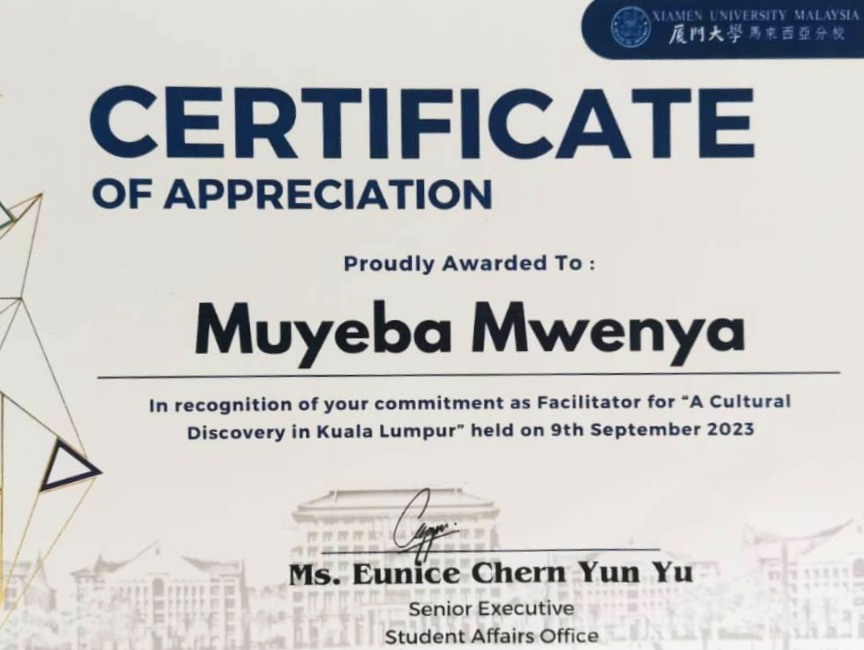 XIAMEN UNIVERSITY MALAYSIA
廈門大學 馬來西亞分校
CERTIFICATE
OF APPRECIATION
Proudly Awarded To :
Muyeba Mwenya
In recognition of your commitment as Facilitator for “A Cultural
Discovery in Kuala Lumpur” held on 9th September 2023
Ms. Eunice Chern Yun Yu
Senior Executive
Student Affairs Office